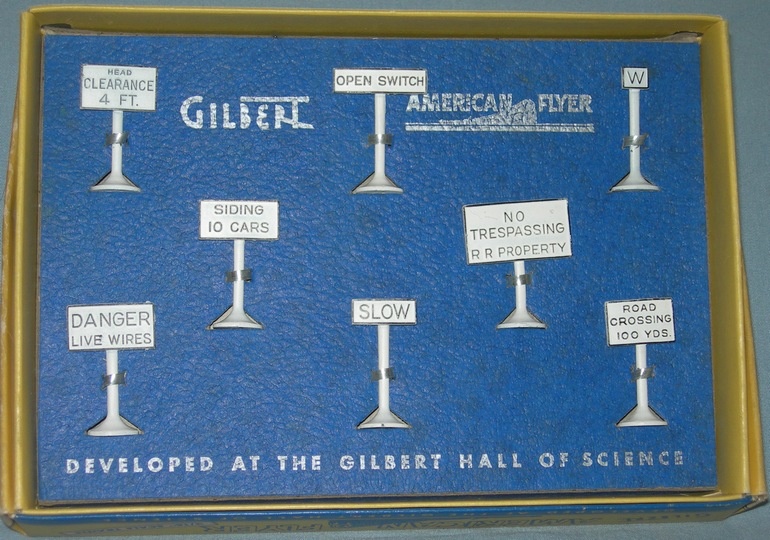 HEAD
CLEARANCE
4 FT.
GILBERT
OPEN SWITCH
AMERICAN FLYER
W
SIDING
10 CARS
NO
TRESPASSING
R R PROPERTY
DANGER
LIVE WIRES
SLOW
ROAD
CROSSING
100 YDS.
DEVELOPED AT THE GILBERT HALL OF SCIENCE